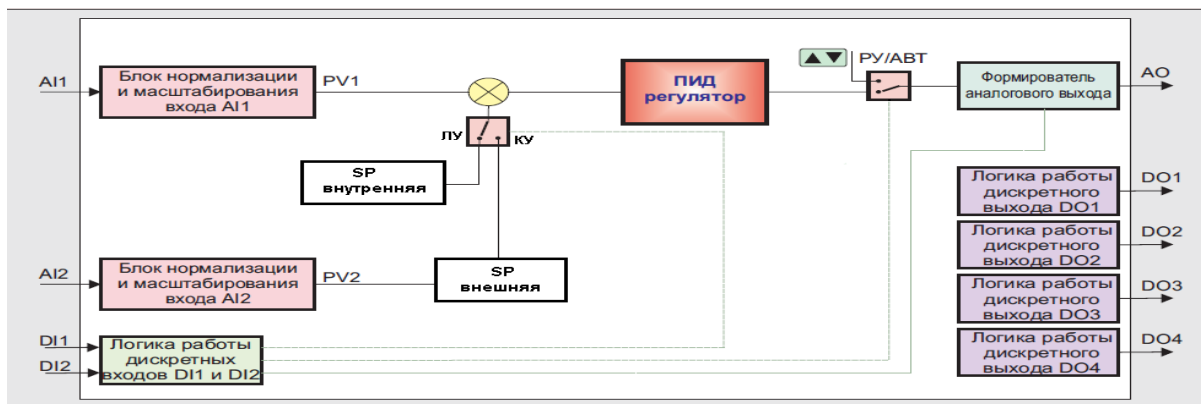 AI1
Блок нормализации
и масштабирования
входа AI1
PV1
ПИД
регулятор
РУ/АВТ
Формирователь
аналогового выхода
AO
ЛУ
КУ
SP
внутренняя
AI2
Блок нормализации
и масштабирования
входа AI2
PV2
SP
внешняя
DI1
DI2
Логика работы
дискретных
входов DI1 и DI2
Логика работы
дискретного
выхода DO1
DO1
Логика работы
дискретного
выхода DO2
DO2
Логика работы
дискретного
выхода DO3
DO3
Логика работы
дискретного
выхода DO4
DO4